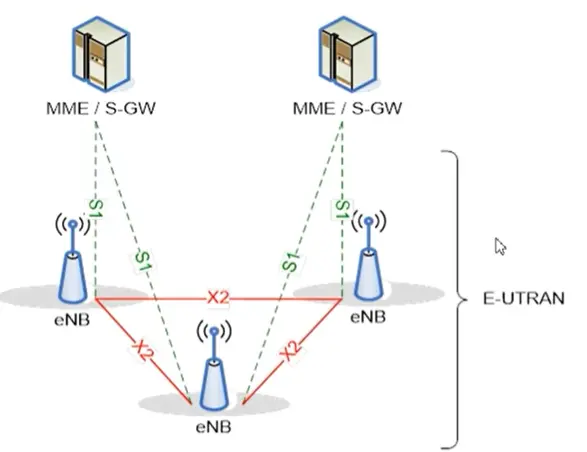 MME / S-GW
MME / S-GW
S1
S1
S1
S1
X2
eNB
eNB
E-UTRAN
X2
X2
eNB